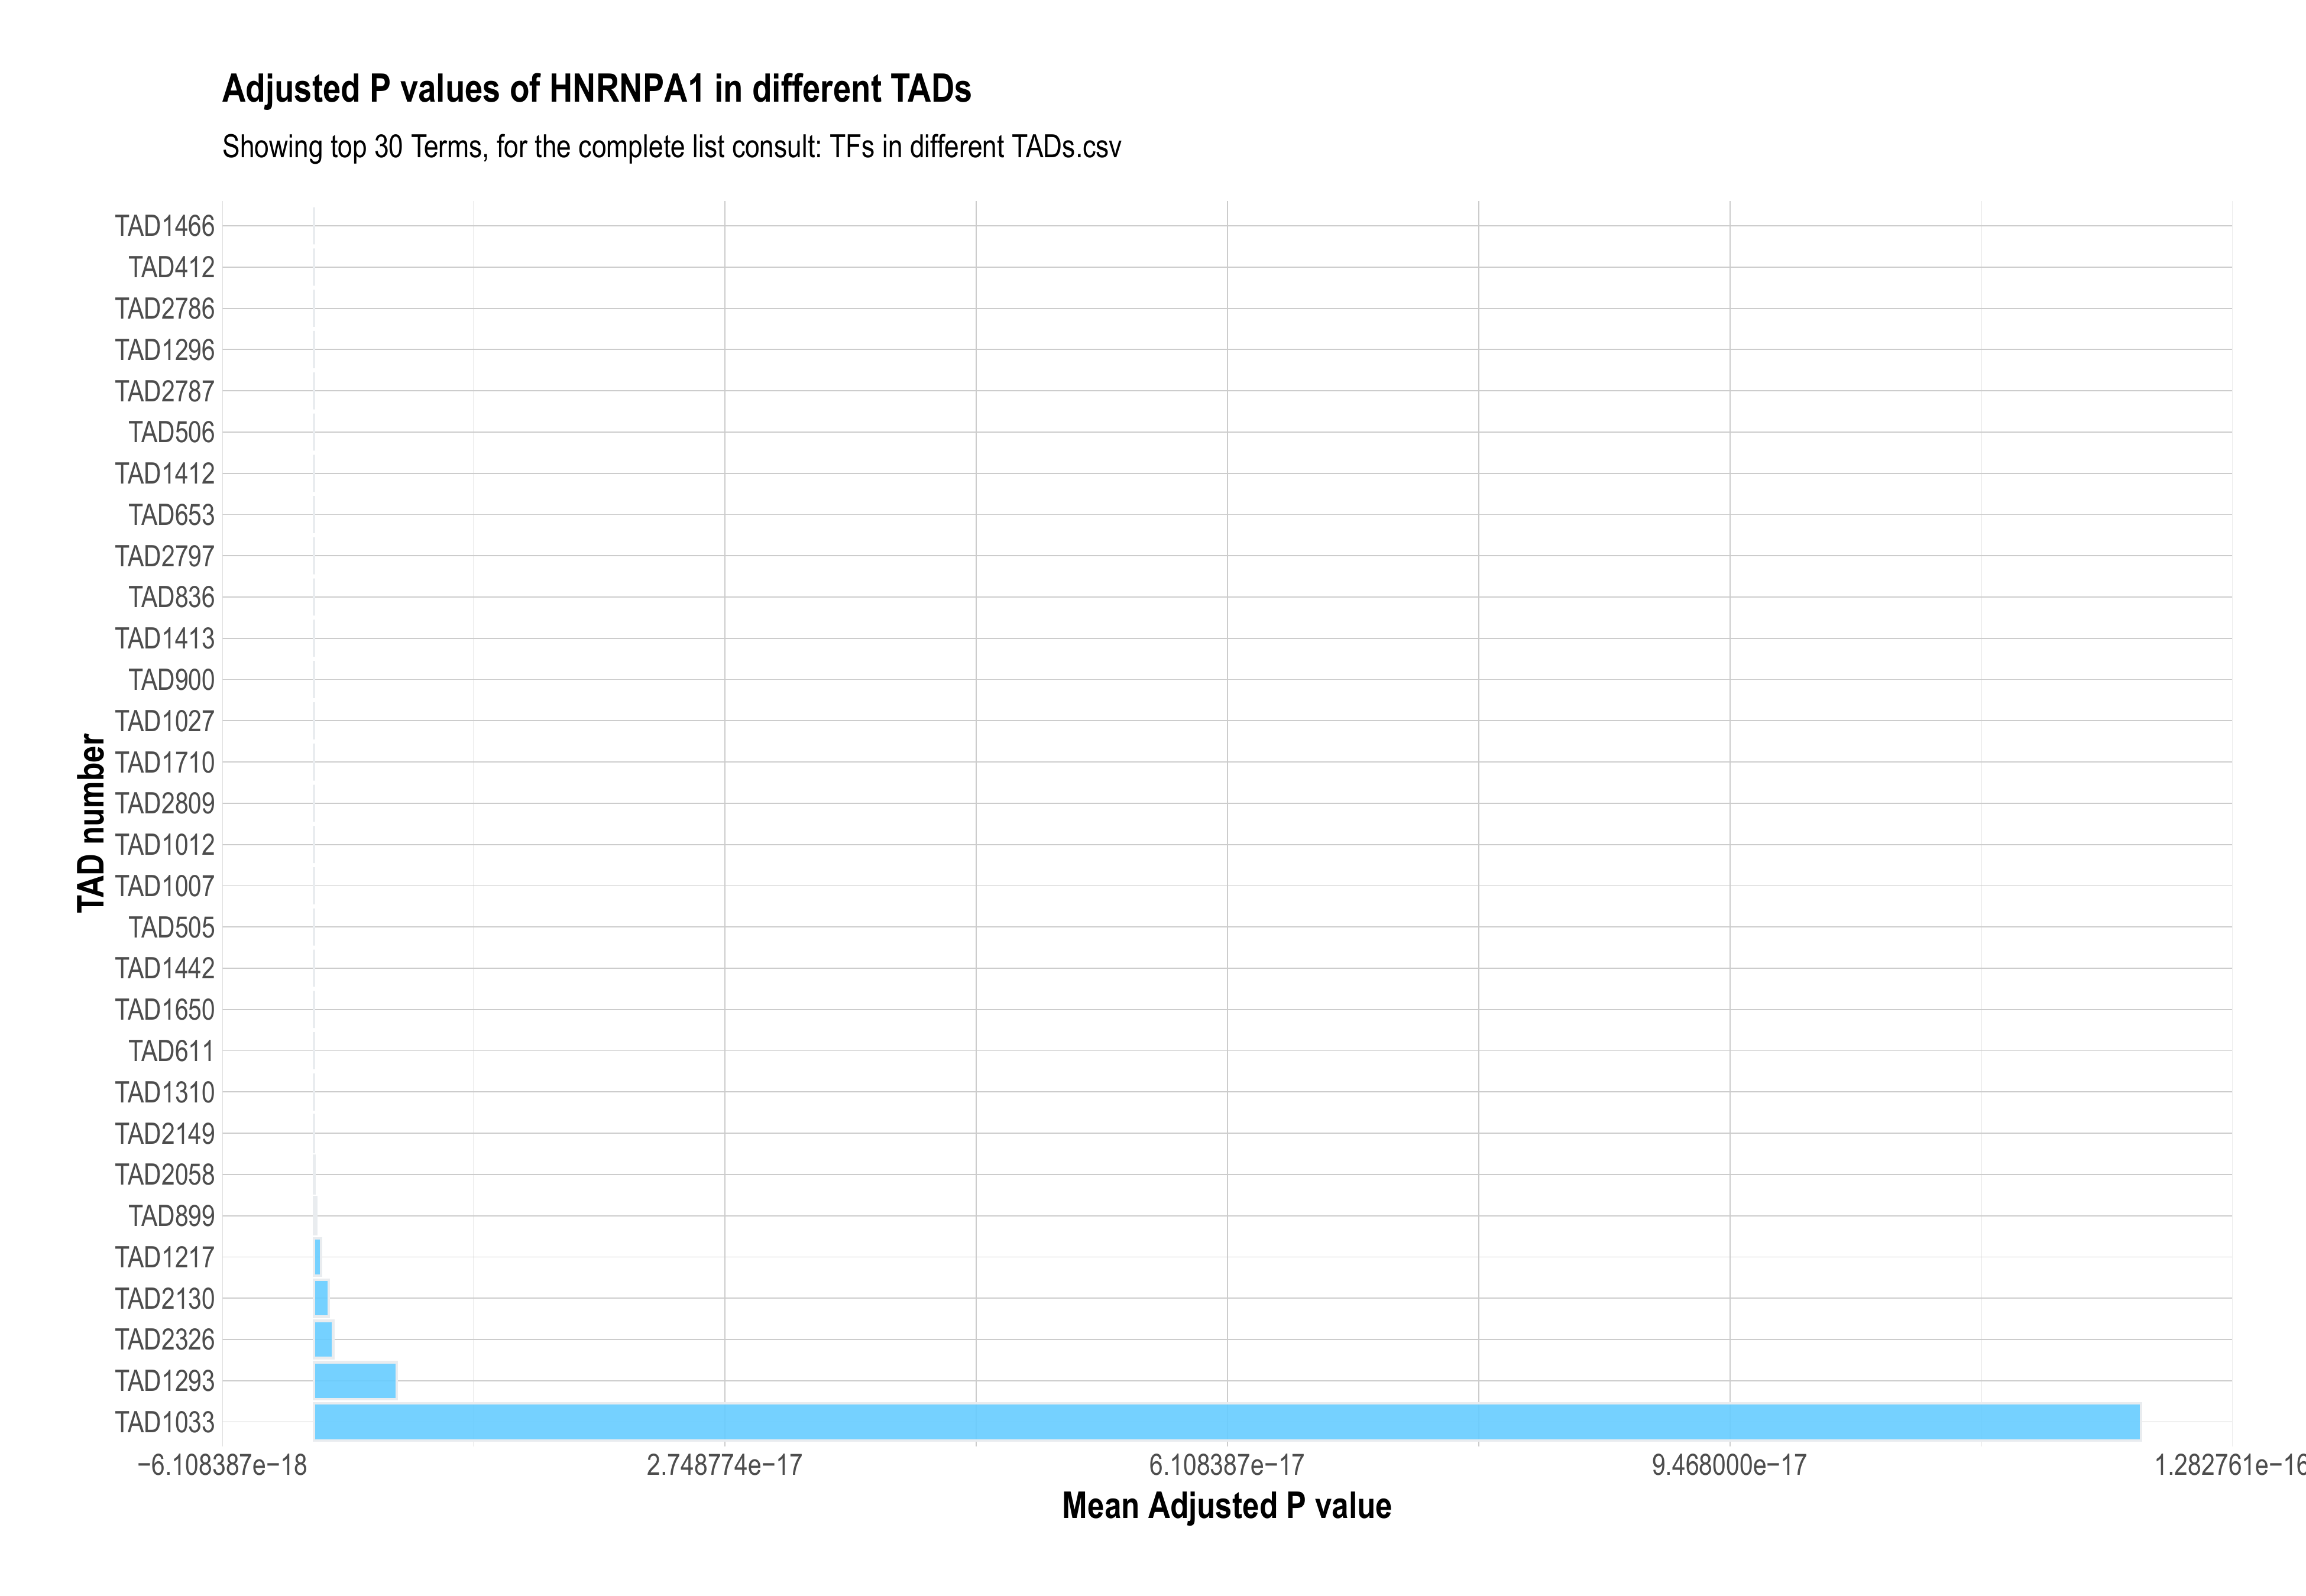 Adjusted P values of HNRNPA1 in different TADs
Showing top 30 Terms, for the complete list consult: TFs in different TADs.csv
TAD1466
TAD412
TAD2786
TAD1296
TAD2787
TAD506
TAD1412
TAD653
TAD2797
TAD836
TAD1413
TAD900
TAD1027
TAD1710
TAD2809
TAD1012
TAD1007
TAD505
TAD1442
TAD1650
TAD611
TAD1310
TAD2149
TAD2058
TAD899
TAD1217
TAD2130
TAD2326
TAD1293
TAD1033
TAD number
−6.108387e−18 2.748774e−17 6.108387e−17 9.468000e−17 1.282761e−16
Mean Adjusted P value